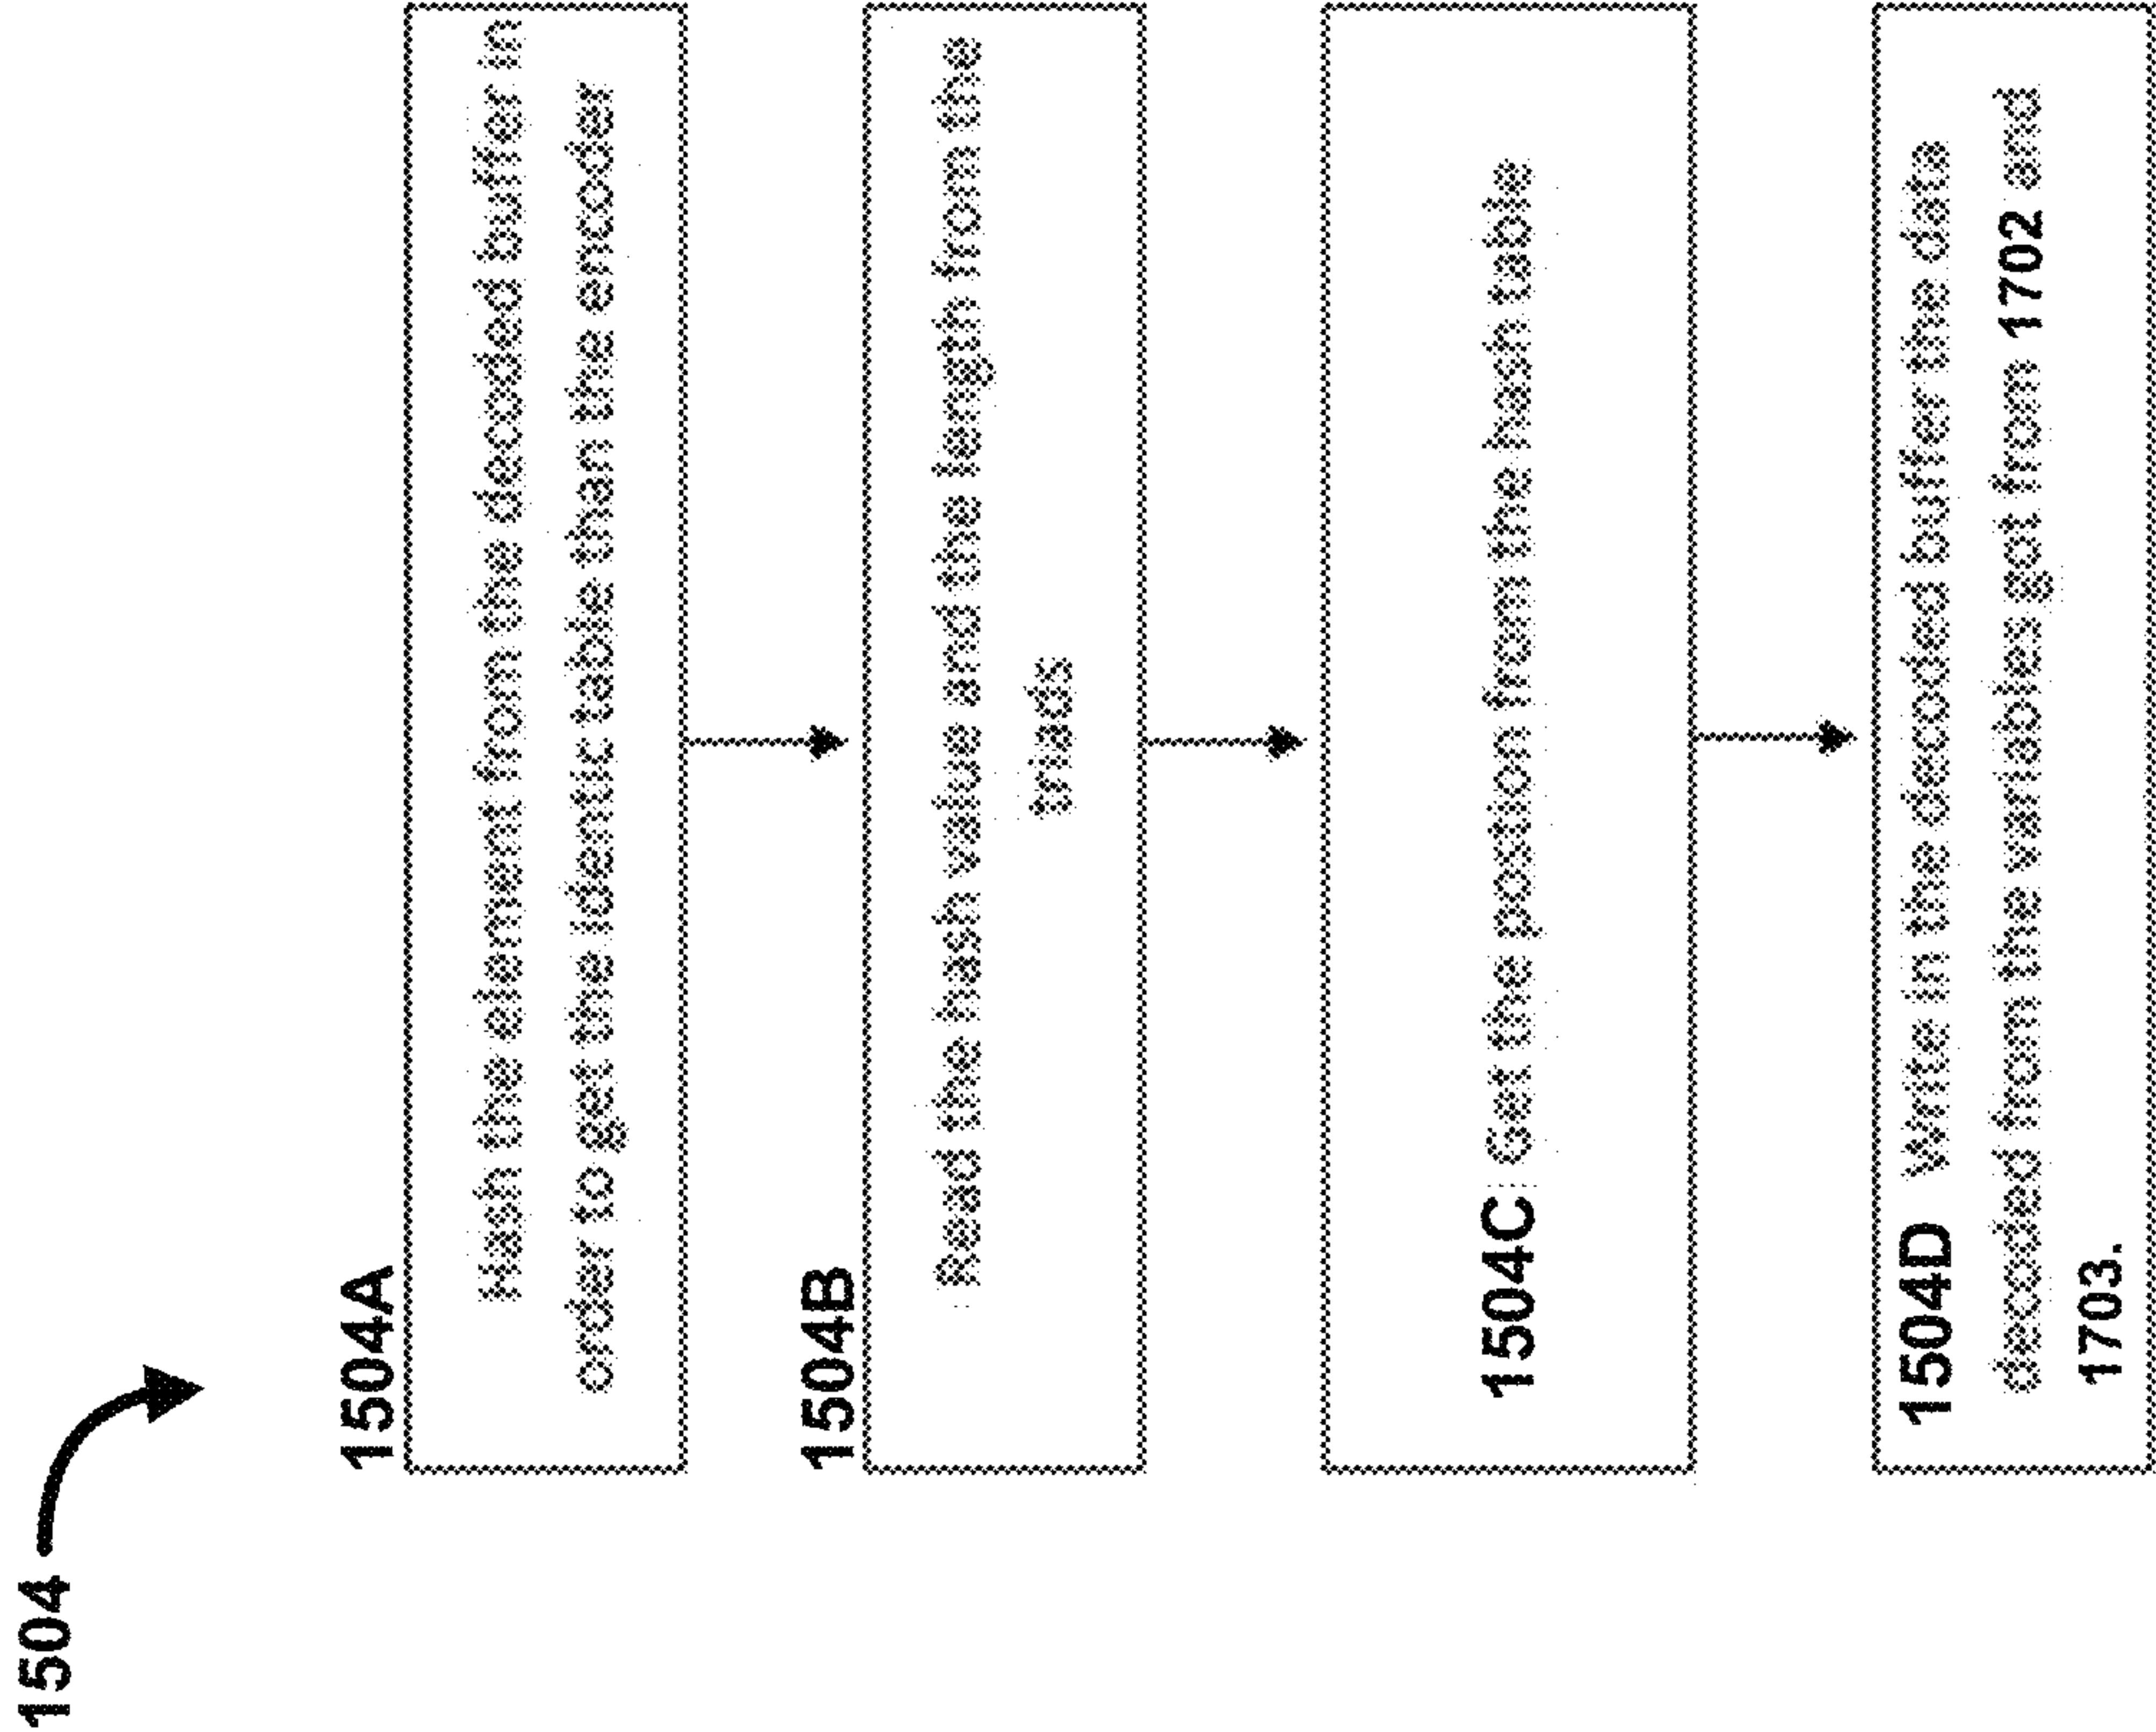 1504
1504A
Hash the element from the decoded buffer in
order to get the identic table than the encoder
1504B
Read the hash value and the length from the
triads
1504C Get the position from the hash table
1504D Write in the decoded buffer the data
decoded from the variables got from 1702 and
1703.